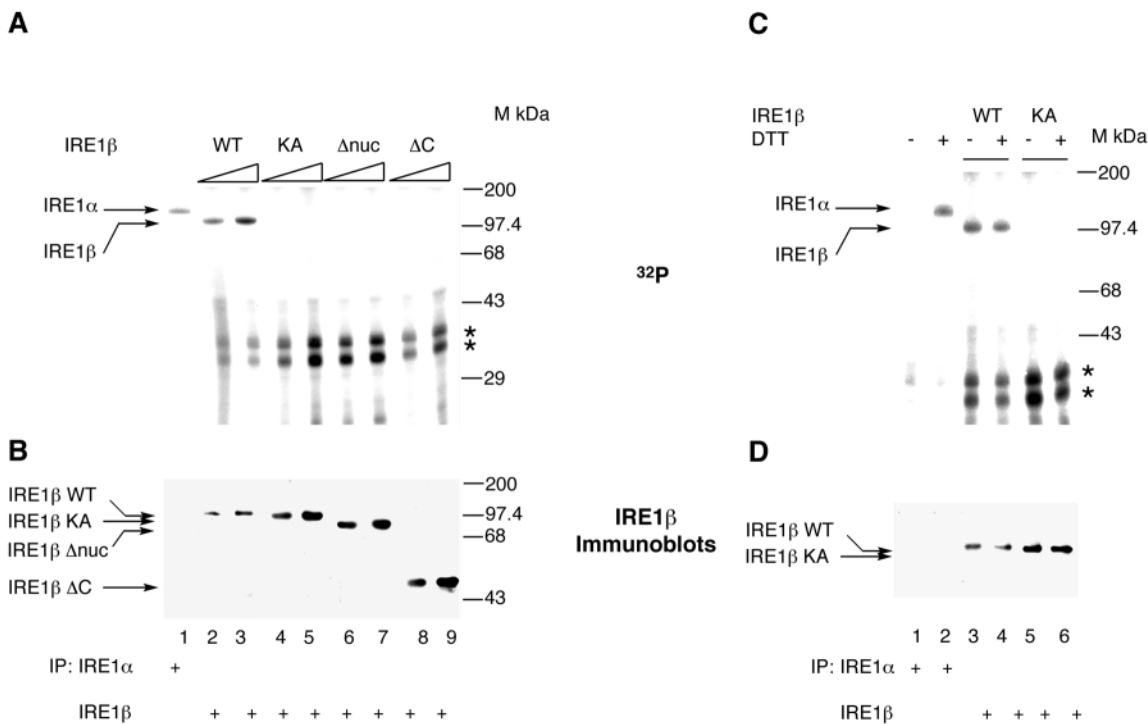 A
C
M kDa
IRE1β WT KA Δnuc ΔC
IRE1α
IRE1β
200
97.4
68
43
*
*
29
³²P
IRE1β WT KA
DTT - + - + - + M kDa
200
IRE1α
97.4
IRE1β
68
43
*
*
B
IRE1β WT
IRE1β KA
IRE1β Δnuc
IRE1β ΔC
200
97.4
68
43
1 2 3 4 5 6 7 8 9
IP: IRE1α +
IRE1β + + + + + + + +
IRE1β
Immunoblots
D
IRE1β WT
IRE1β KA
1 2 3 4 5 6
IP: IRE1α + +
IRE1β + + + +